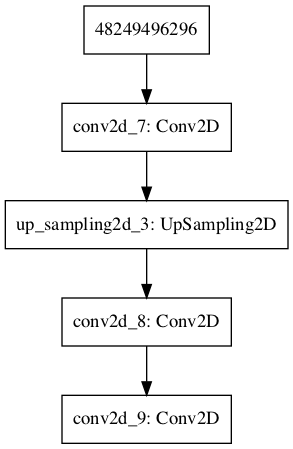 48249496296
conv2d_7: Conv2D
up_sampling2d_3: UpSampling2D
conv2d_8: Conv2D
conv2d_9: Conv2D